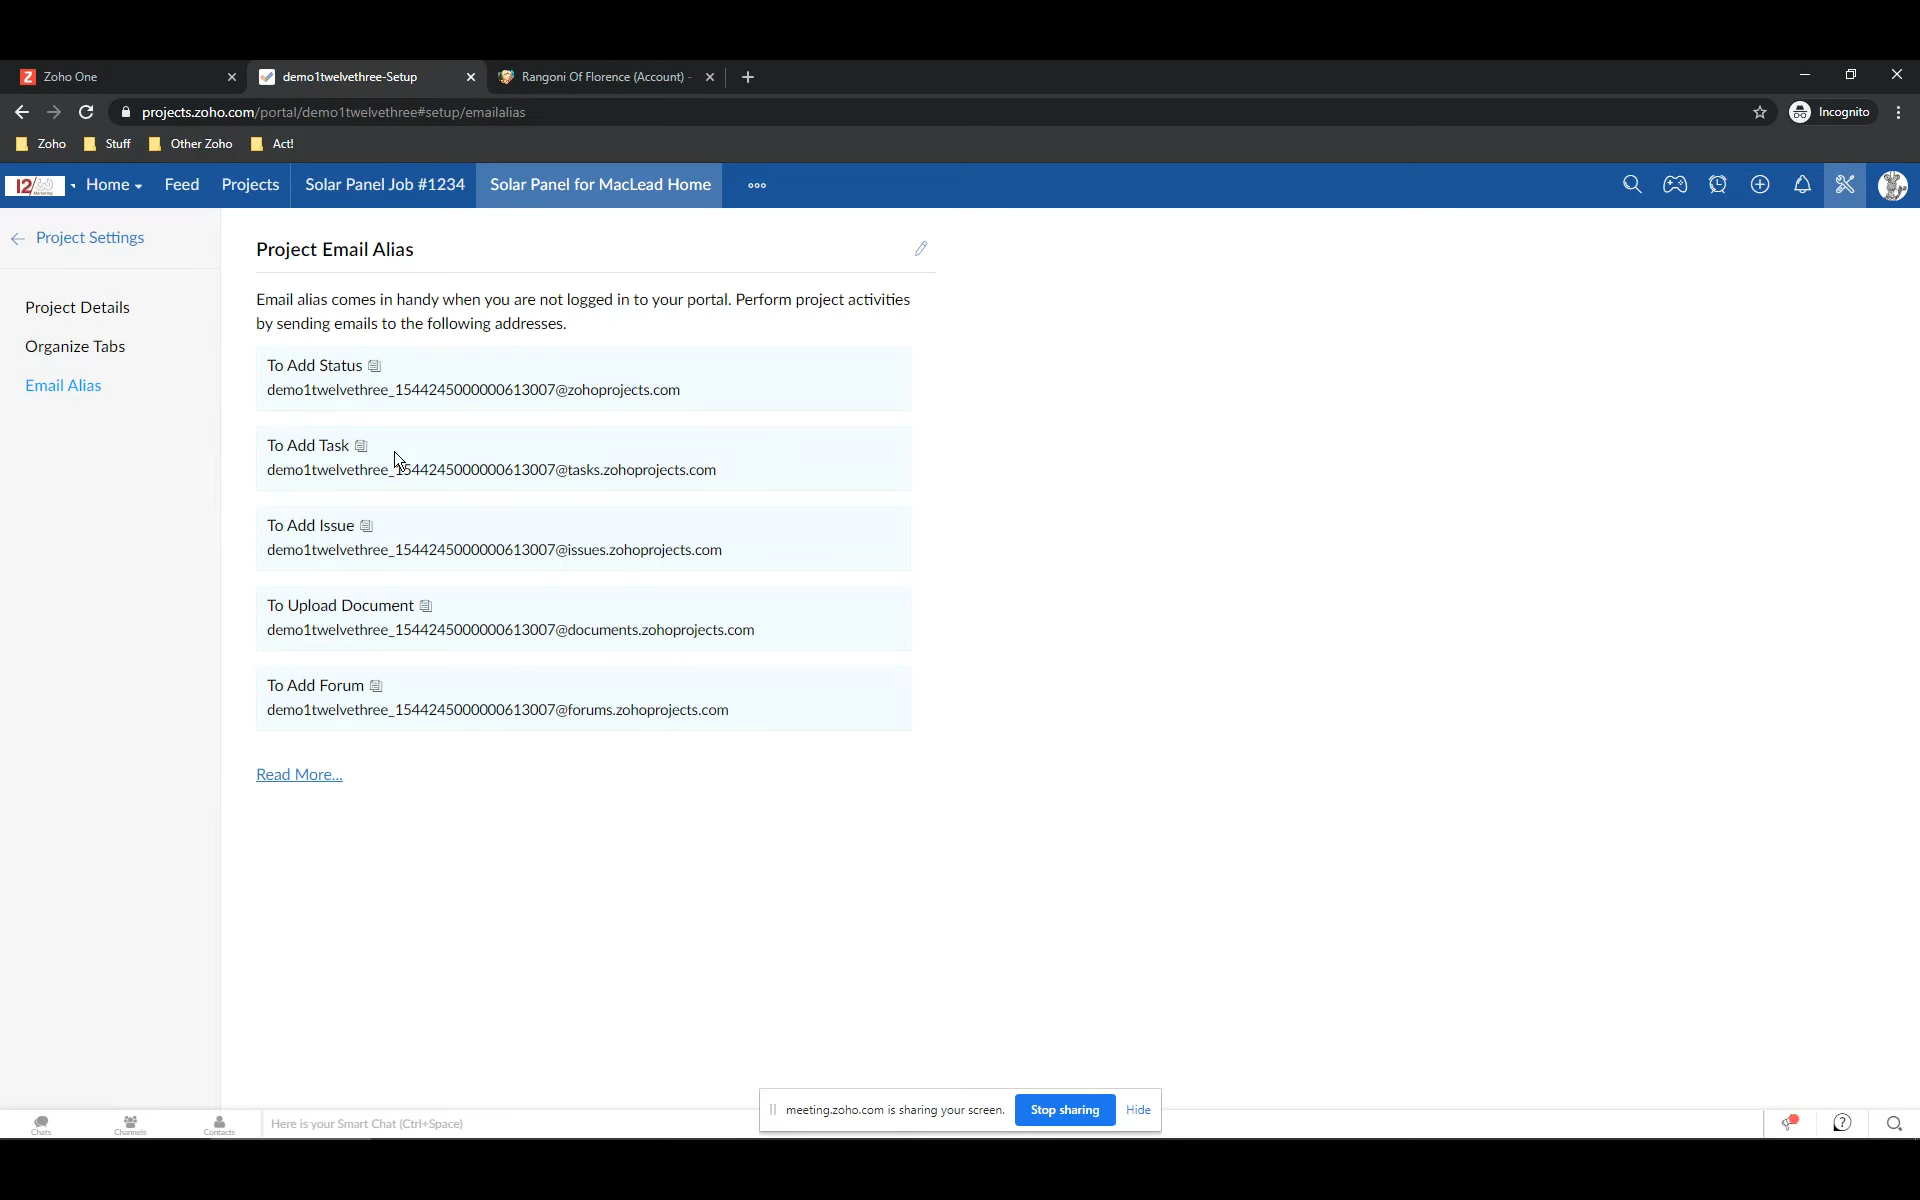 Zoho One
demo1twelvethree-Setup
Rangoni Of Florence (Account) -
projects.zoho.com/portal/demo1twelvethree#setup/emailalias
Incognito
Zoho
Stuff
Other Zoho
Act!
12
Home
Feed
Projects
Solar Panel Job #1234
Solar Panel for MacLead Home
Project Settings
Project Details
Organize Tabs
Email Alias
Project Email Alias
Email alias comes in handy when you are not logged in to your portal. Perform project activities
by sending emails to the following addresses.
To Add Status
demo1twelvethree_1544245000000613007@zohoprojects.com
To Add Task
demo1twelvethree_1544245000000613007@tasks.zohoprojects.com
To Add Issue
demo1twelvethree_1544245000000613007@issues.zohoprojects.com
To Upload Document
demo1twelvethree_1544245000000613007@documents.zohoprojects.com
To Add Forum
demo1twelvethree_1544245000000613007@forums.zohoprojects.com
Read More...
meeting.zoho.com is sharing your screen.
Stop sharing
Hide
Chats
Channels
Contacts
Here is your Smart Chat (Ctrl+Space)